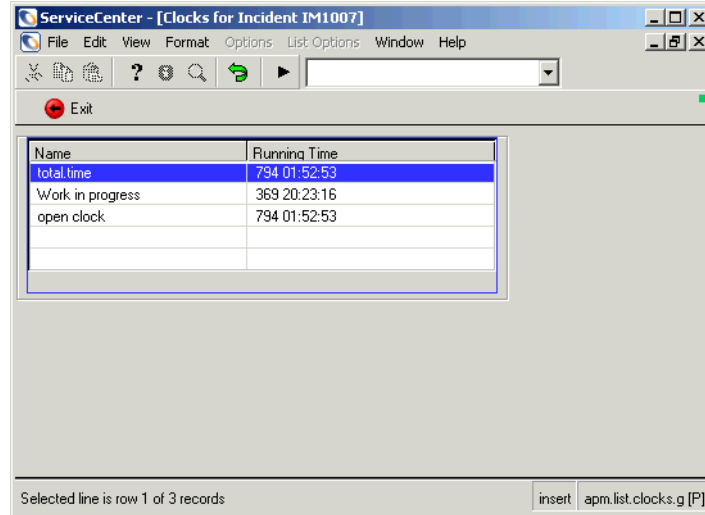 ServiceCenter - [Clocks for Incident IM1007]
File Edit View Format Options List Options Window Help
Exit
Name Running Time
total.time 794 01:52:53
Work in progress 369 20:23:16
open clock 794 01:52:53
Selected line is row 1 of 3 records insert apm.list.clocks.g [P]